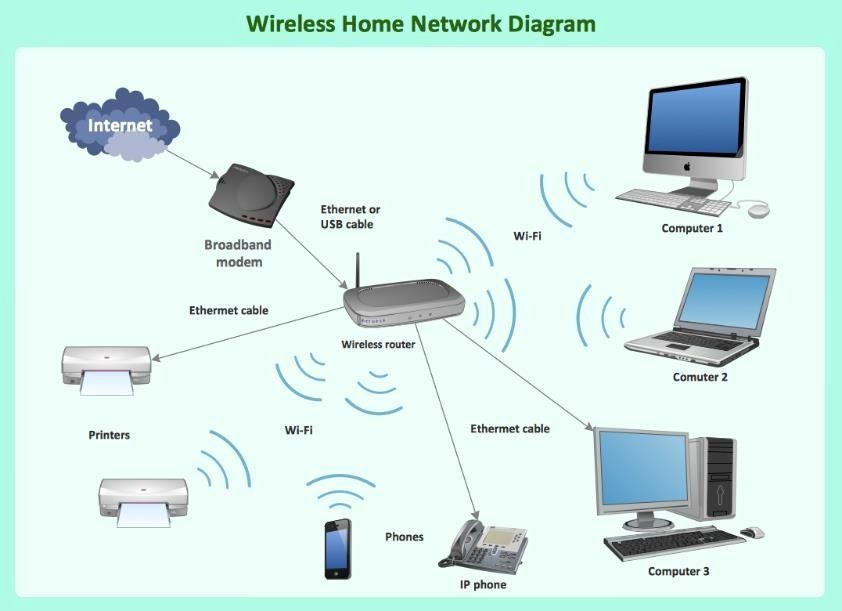 Wireless Home Network Diagram
Internet
Broadband
modem
Ethernet or
USB cable
Wi-Fi
Computer 1
Ethermet cable
Wireless router
Comuter 2
Printers
Wi-Fi
Ethermet cable
Phones
IP phone
Computer 3